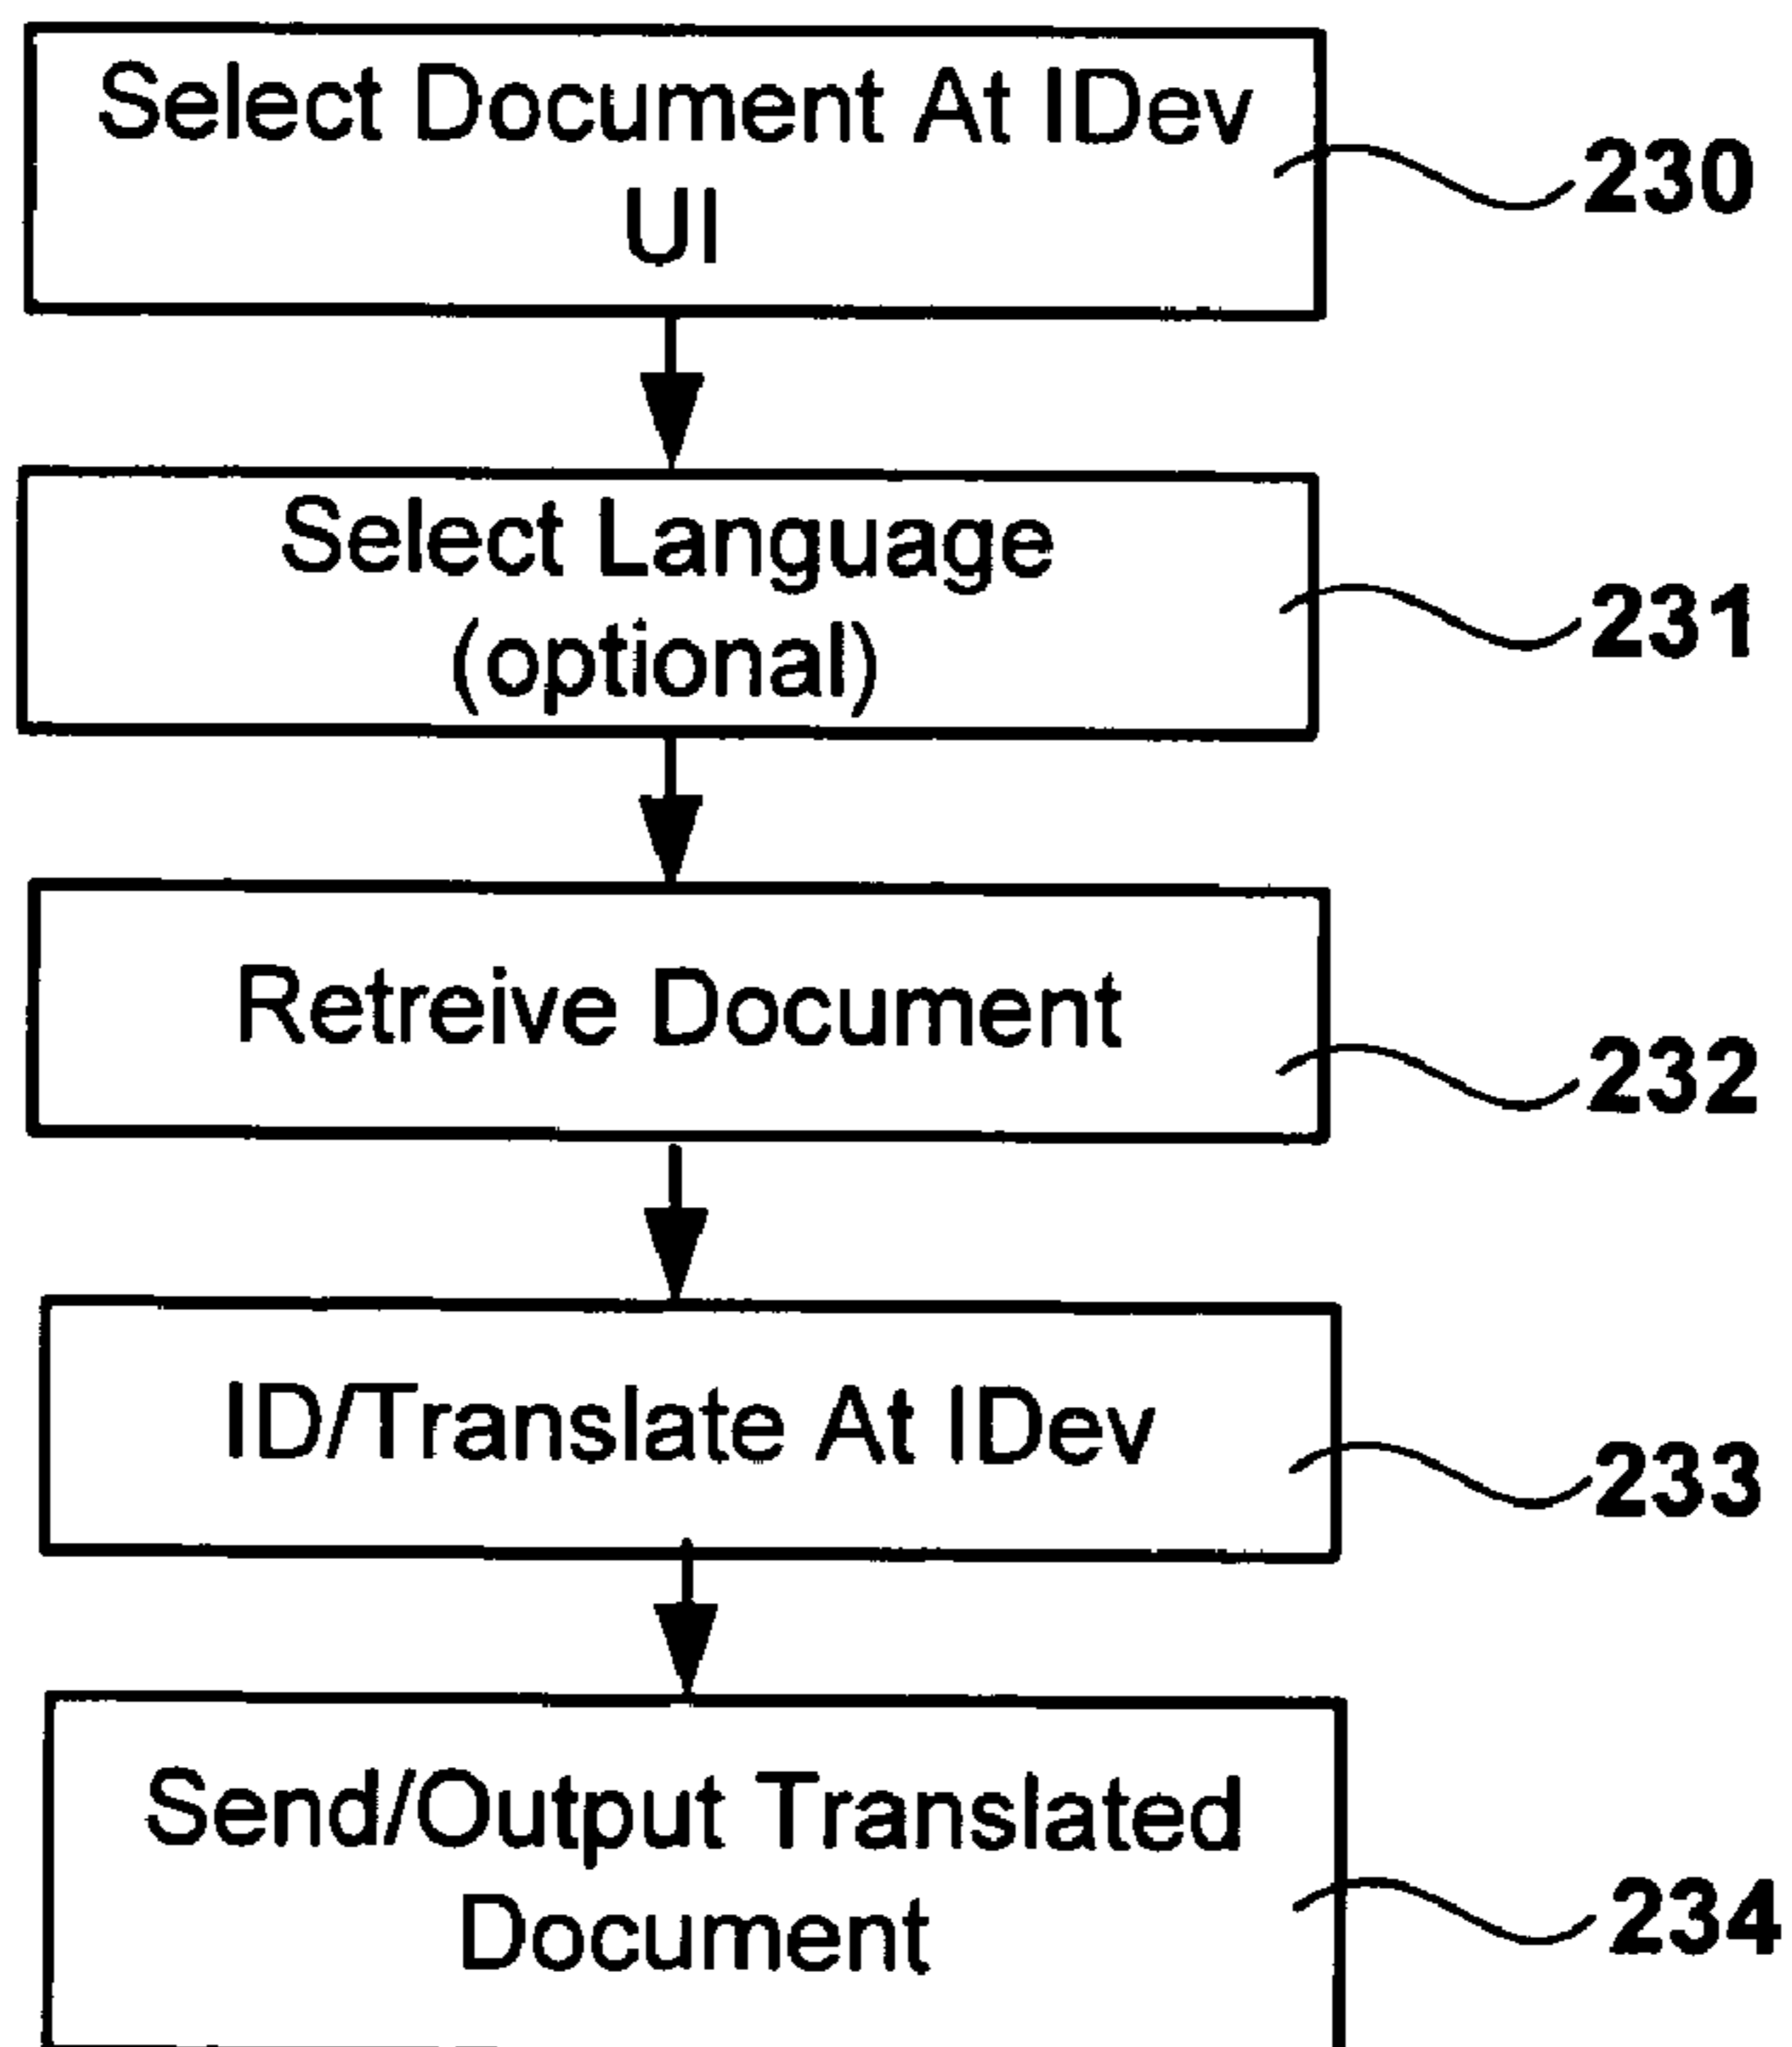 Select Document At IDev
UI
230
Select Language
(optional)
231
Retreive Document
232
ID/Translate At IDev
233
Send/Output Translated
Document
234